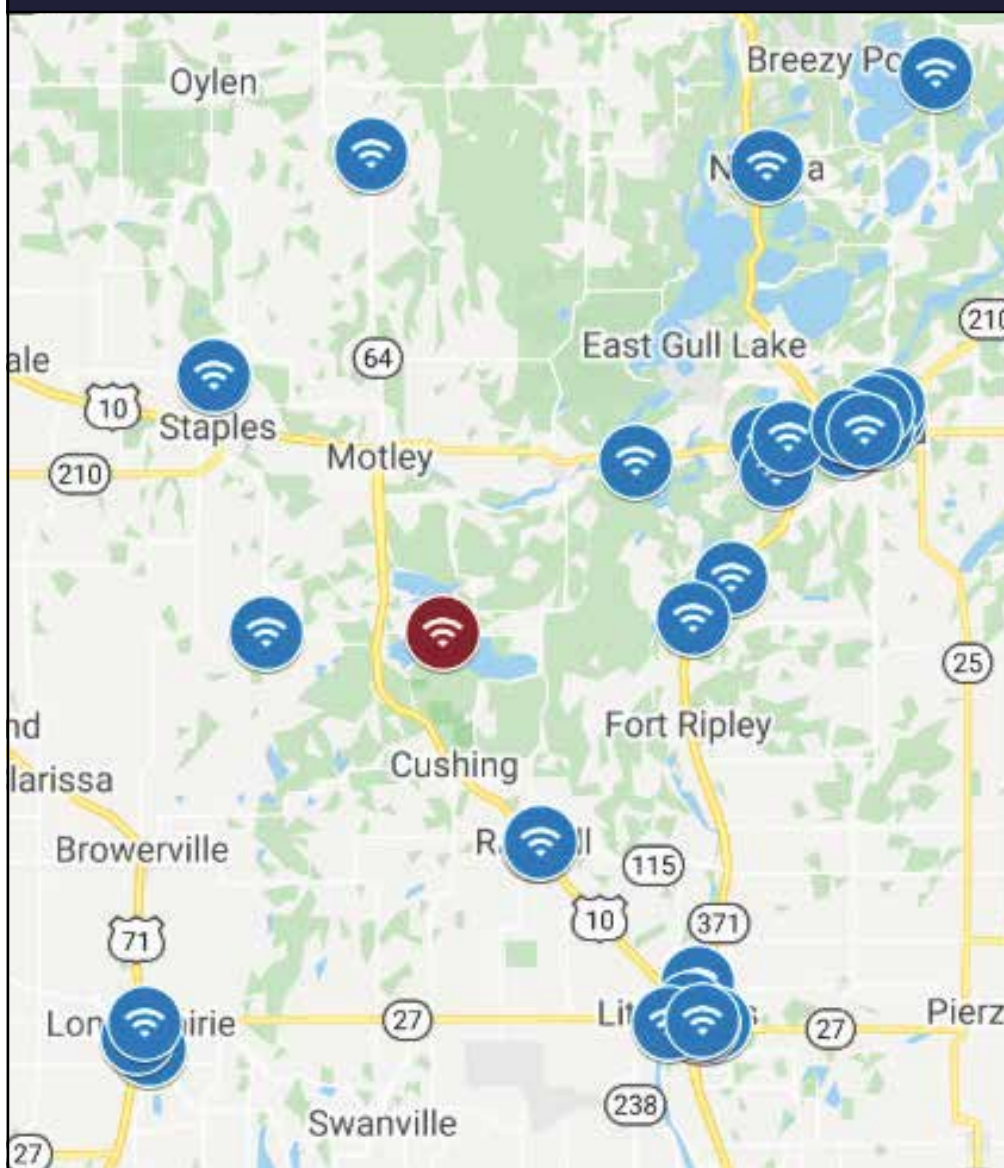 Breezy Po
Oylen
N a
210
East Gull Lake
ale
64
10
Staples
210
Motley
25
nd
Fort Ripley
larissa
Cushing
Browerville
R ll
115
71
10
371
Lon irie
27
Lit s
27
Pierz
238
Swanville
27